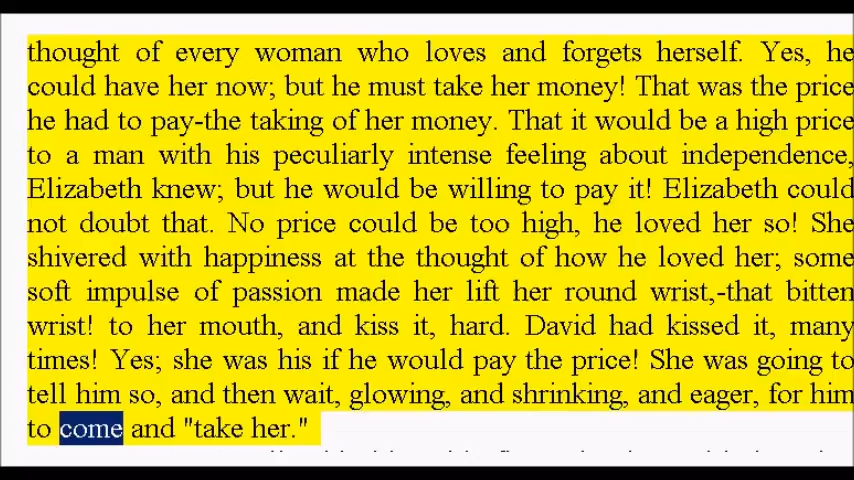 thought of every woman who loves and forgets herself. Yes, he
could have her now; but he must take her money! That was the price
he had to pay-the taking of her money. That it would be a high price
to a man with his peculiarly intense feeling about independence,
Elizabeth knew; but he would be willing to pay it! Elizabeth could
not doubt that. No price could be too high, he loved her so! She
shivered with happiness at the thought of how he loved her; some
soft impulse of passion made her lift her round wrist,-that bitten
wrist! to her mouth, and kiss it, hard. David had kissed it, many
times! Yes; she was his if he would pay the price! She was going to
tell him so, and then wait, glowing, and shrinking, and eager, for him
to come and "take her."